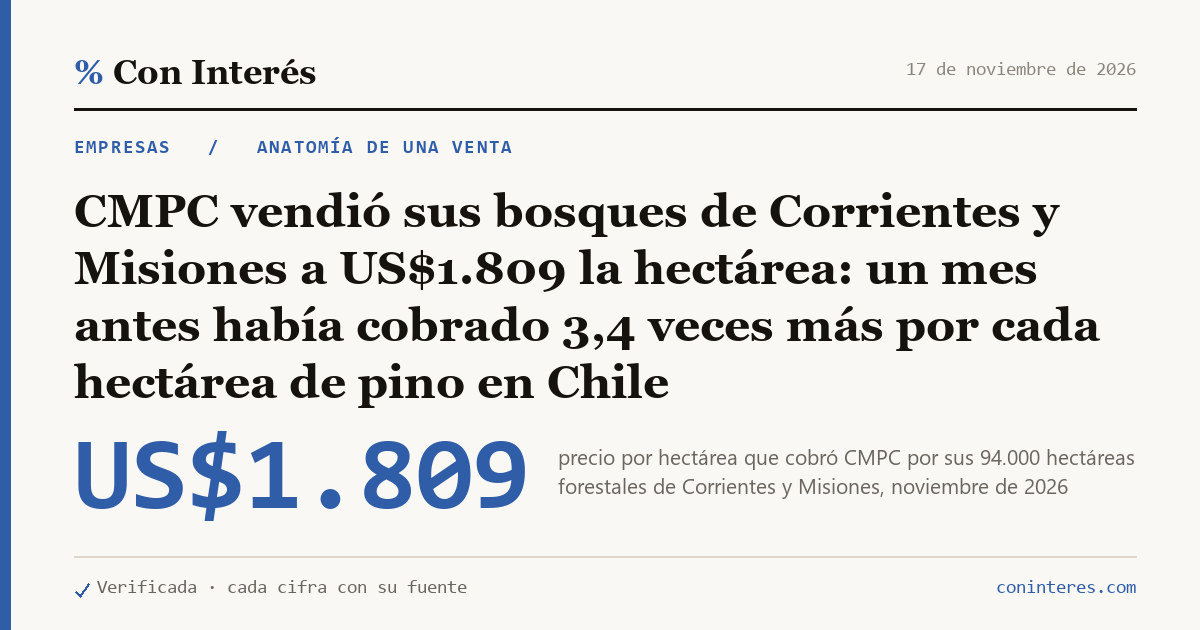 % Con Interés
17 de noviembre de 2026
EMPRESAS / ANATOMÍA DE UNA VENTA
CMPC vendió sus bosques de Corrientes y
Misiones a US$1.809 la hectárea: un mes
antes había cobrado 3,4 veces más por cada
hectárea de pino en Chile
US$1.809
precio por hectárea que cobró CMPC por sus 94.000 hectáreas
forestales de Corrientes y Misiones, noviembre de 2026
✓ Verificada · cada cifra con su fuente
coninteres.com